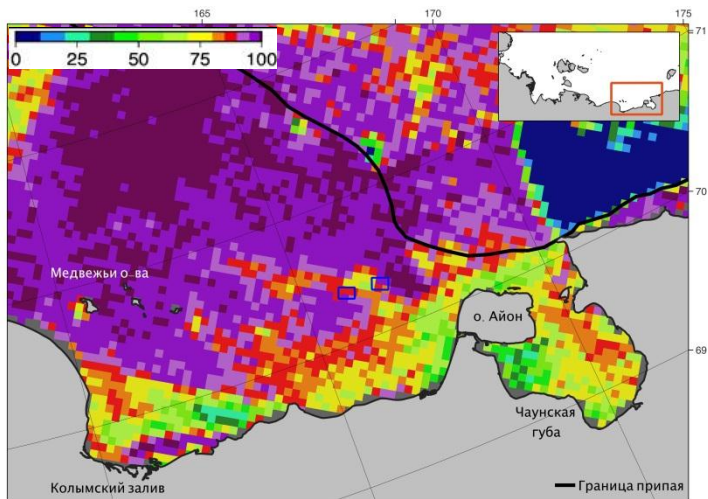 165
170
175
0 25 50 75 100
71
70
Медвежьи о-ва
о. Айон
69
Чаунская
губа
Колымский залив
Граница припая